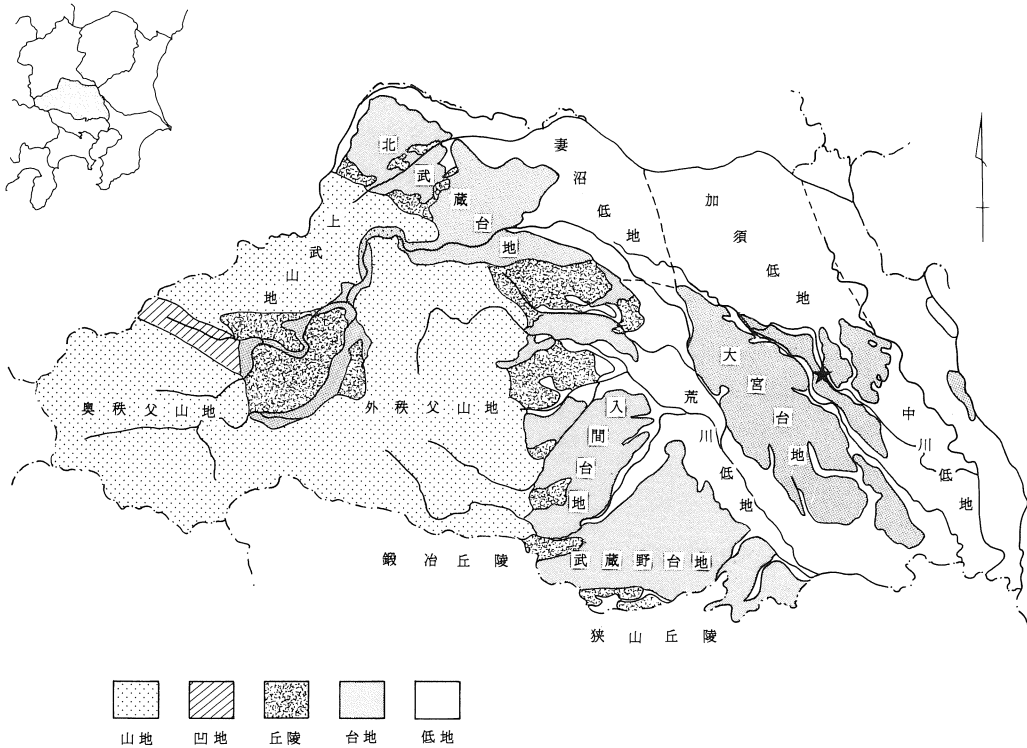 北武蔵台地
妻沼低地
加須低地
上武山地
大宮台地
奥秩父山地
外秩父山地
入間台地
荒川低地
中川低地
鍛冶丘陵
武蔵野台地
狭山丘陵
山地
凹地
丘陵
台地
低地